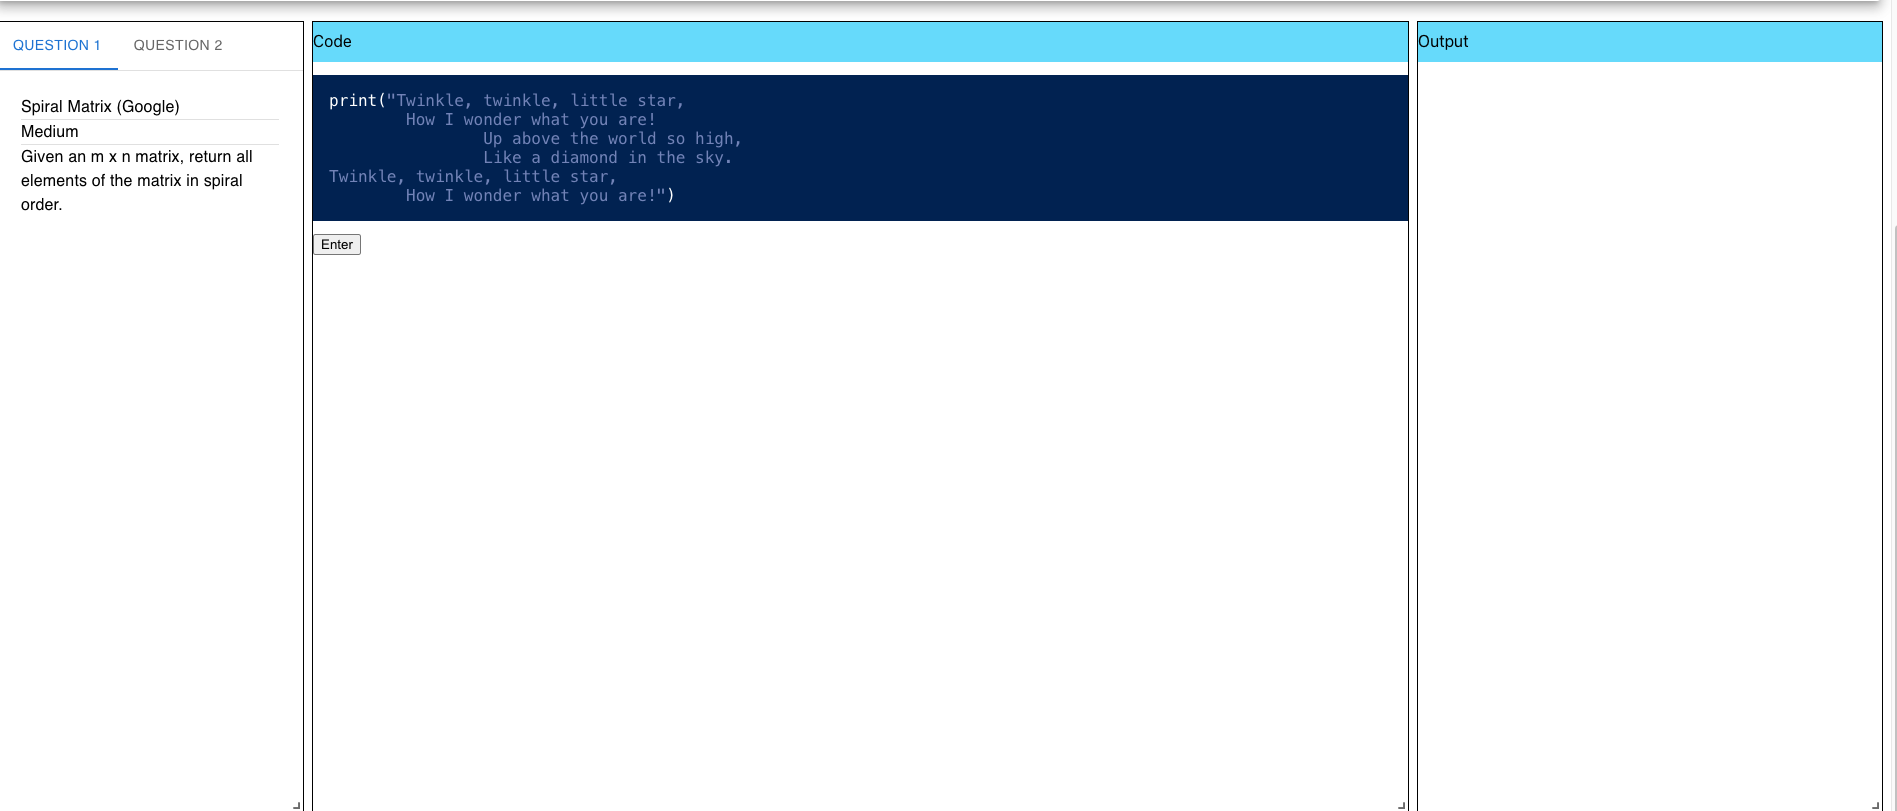 QUESTION 1
QUESTION 2
Spiral Matrix (Google)
Medium
Given an m x n matrix, return all
elements of the matrix in spiral
order.
Code
print("Twinkle, twinkle, little star,
How I wonder what you are!
Up above the world so high,
Like a diamond in the sky.
Twinkle, twinkle, little star,
How I wonder what you are!")
Enter
Output